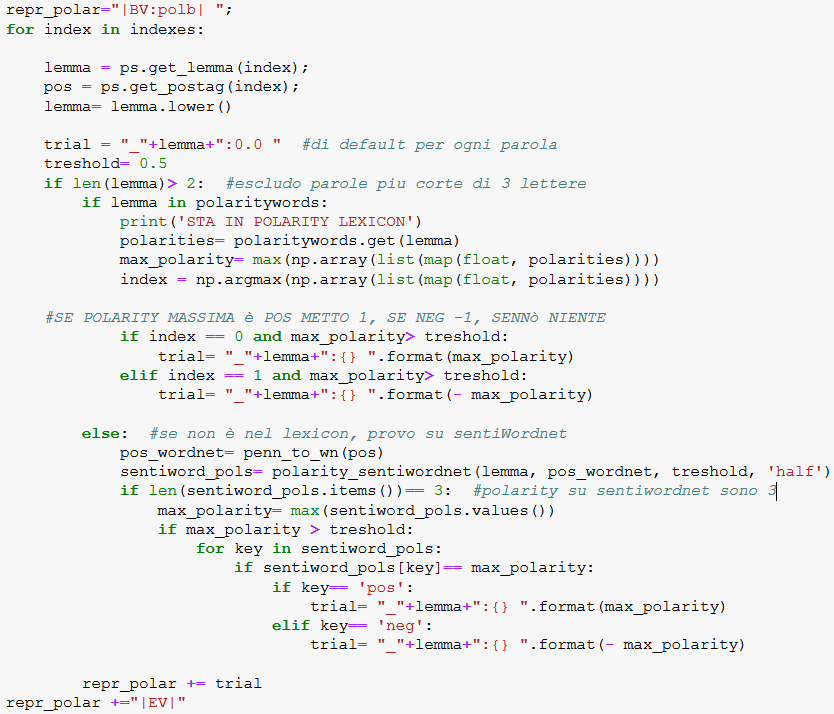 repr_polar="|BV:polb| ";
for index in indexes:
lemma = ps.get_lemma(index);
pos = ps.get_postag(index);
lemma= lemma.lower()
trial = "_"+lemma+":0.0 "  #di default per ogni parola
treshold= 0.5
if len(lemma)> 2:  #escludo parole piu corte di 3 lettere
if lemma in politywords:
print('STA IN POLARITY LEXICON')
polarities= polaritywords.get(lemma)
max_polarity= max(np.array(list(map(float, polarities))))
index = np.argmax(np.array(list(map(float, polarities))))
#SE POLARITY MASSIMA è POS METTO 1, SE NEG -1, SENNò NIENTE
if index == 0 and max_polarity> treshold:
trial= "_"+lemma+":{} ".format(max_polarity)
elif index == 1 and max_polarity> treshold:
trial= "_"+lemma+":{} ".format(- max_polarity)
else:  #se non è nel lexicon, provo su sentiWordnet
pos_wordnet= penn_to_wn(pos)
sentiword_pols= polarity_sentiwordnet(lemma, pos_wordnet, treshold, 'half')
if len(sentiword_pols.items())== 3:  #polarity su sentiwordnet sono 3
max_polarity= max(sentiword_pols.values())
if max_polarity > treshold:
for key in sentiword_pols:
if sentiword_pols[key]== max_polarity:
if key== 'pos':
trial= "_"+lemma+":{} ".format(max_polarity)
elif key== 'neg':
trial= "_"+lemma+":{} ".format(- max_polarity)
repr_polar += trial
repr_polar +="|EV|"